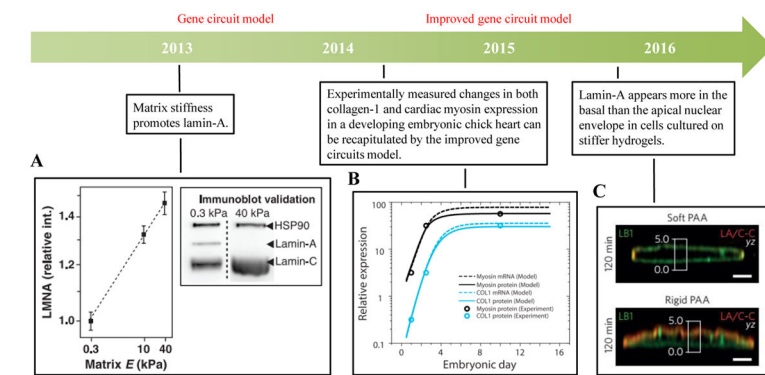 Gene circuit model
Improved gene circuit model
2013
2014
2015
2016
Matrix stiffness
promotes lamin-A.
Experimentally measured changes in both
collagen-1 and cardiac myosin expression
in a developing embryonic chick heart can
be recapitulated by the improved gene
circuits model.
Lamin-A appears more in the
basal than the apical nuclear
envelope in cells cultured on
stiffer hydrogels.
A
LMNA (relative int.)
1,4
1,2
1.0
0.3
10
40
Matrix E (kPa)
Immunoblot validation
0.3 kPa
40 kPa
HSP90
Lamin-A
Lamin-C
B
Relative expression
100
10
1
0.1
0
5
10
15
Embryonic day
Myosin mRNA (Model)
Myosin protein (Model)
COL1 mRNA (Model)
COL1 protein (Model)
Myosin protein (Experiment)
COL1 protein (Experiment)
C
Soft PAA
120 min
LB1
LA/C-C
yz
5.0
0.0
Rigid PAA
120 min
LB1
LA/C-C
yz
5.0
0.0